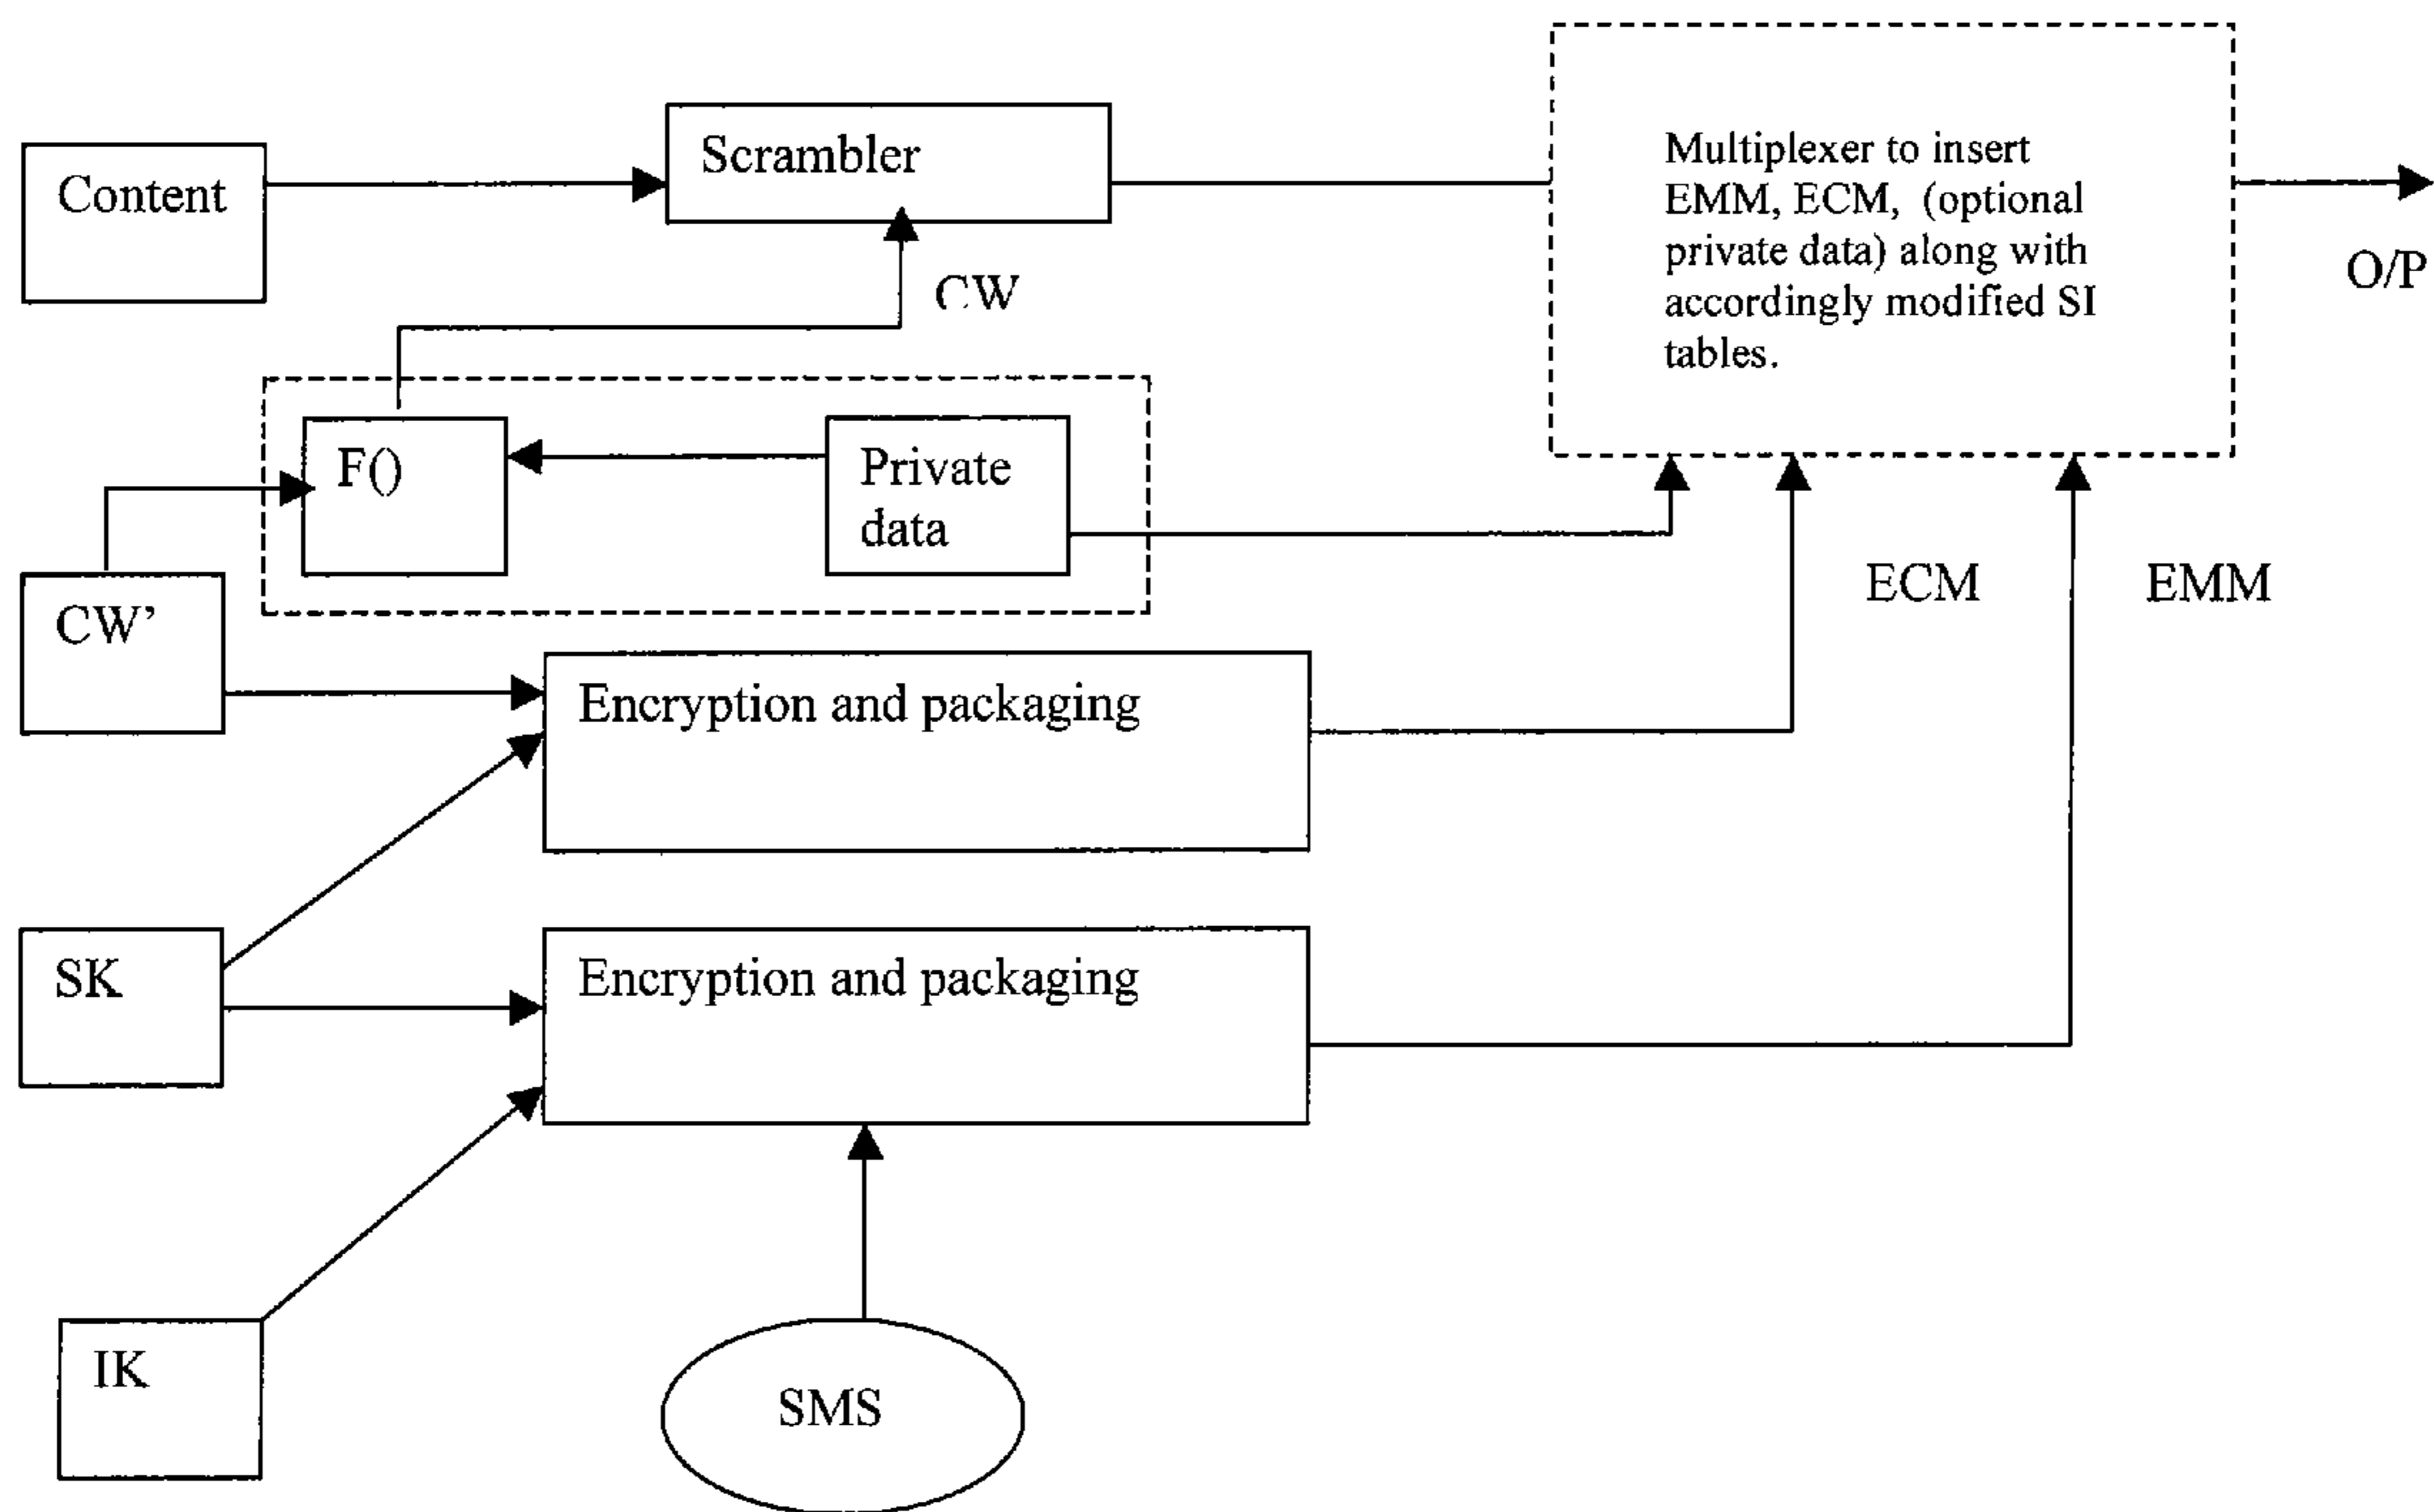 Content
Scrambler
Multiplexer to insert
EMM, ECM, (optional
private data) along with
accordingly modified SI
tables.
O/P
CW
F()
Private
data
CW’
ECM
EMM
Encryption and packaging
SK
Encryption and packaging
IK
SMS